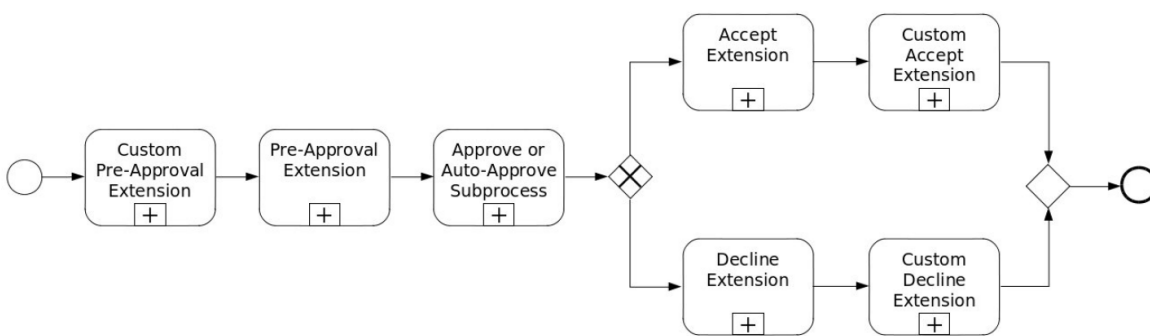 Custom
Pre-Approval
Extension
Pre-Approval
Extension
Approve or
Auto-Approve
Subprocess
Accept
Extension
Custom
Accept
Extension
Decline
Extension
Custom
Decline
Extension